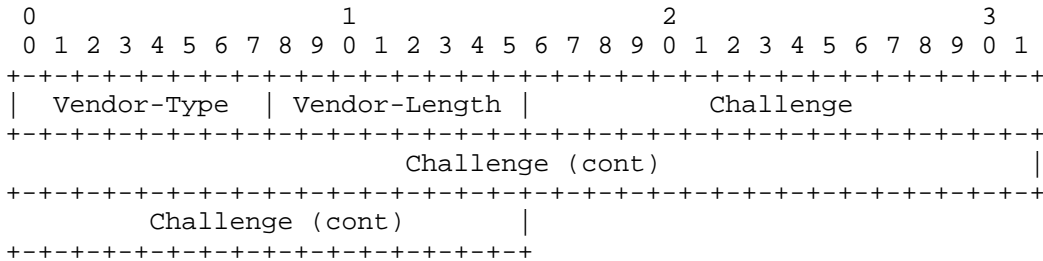 0                   1                   2                   3
 0 1 2 3 4 5 6 7 8 9 0 1 2 3 4 5 6 7 8 9 0 1 2 3 4 5 6 7 8 9 0 1
+-+-+-+-+-+-+-+-+-+-+-+-+-+-+-+-+-+-+-+-+-+-+-+-+-+-+-+-+-+-+-+-+
|  Vendor-Type  | Vendor-Length |           Challenge
+-+-+-+-+-+-+-+-+-+-+-+-+-+-+-+-+-+-+-+-+-+-+-+-+-+-+-+-+-+-+-+-+
                         Challenge (cont)                       |
+-+-+-+-+-+-+-+-+-+-+-+-+-+-+-+-+-+-+-+-+-+-+-+-+-+-+-+-+-+-+-+-+
         Challenge (cont)       |
+-+-+-+-+-+-+-+-+-+-+-+-+-+-+-+-+